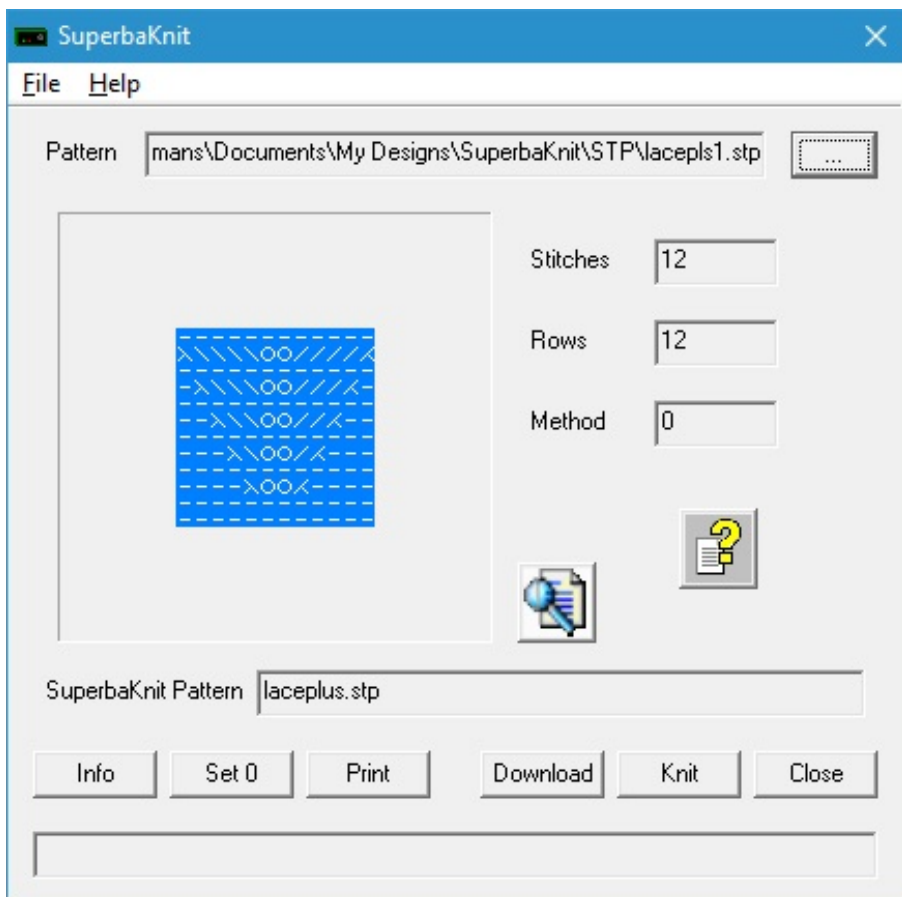 SuperbaKnit
File Help
Pattern mans\Documents\My Designs\SuperbaKnit\STP\lacepls1.stp ...
Stitches 12
Rows 12
Method 0
SuperbaKnit Pattern laceplus.stp
Info Set 0 Print Download Knit Close